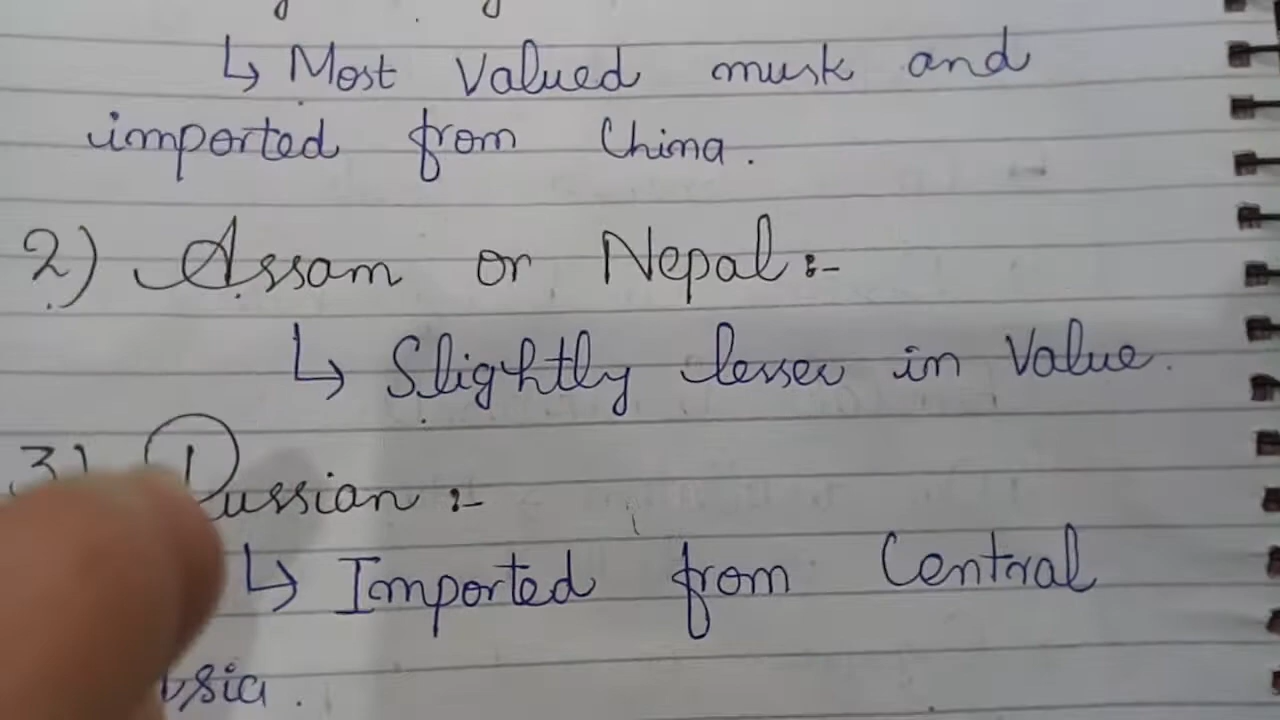 ↳ Most Valued musk and
imported from China.
2) Assam or Nepal :-
↳ Slightly lesser in Value.
3) Russian :-
↳ Imported from Central